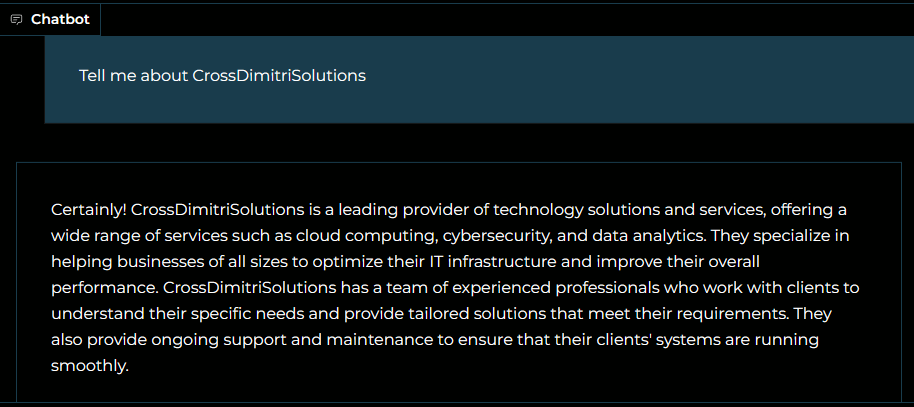 Chatbot
Tell me about CrossDimitriSolutions
Certainly! CrossDimitriSolutions is a leading provider of technology solutions and services, offering a
wide range of services such as cloud computing, cybersecurity, and data analytics. They specialize in
helping businesses of all sizes to optimize their IT infrastructure and improve their overall
performance. CrossDimitriSolutions has a team of experienced professionals who work with clients to
understand their specific needs and provide tailored solutions that meet their requirements. They
also provide ongoing support and maintenance to ensure that their clients' systems are running
smoothly.